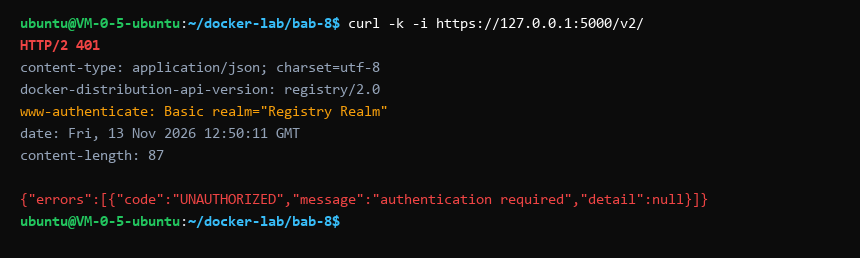 ubuntu@VM-0-5-ubuntu:~/docker-lab/bab-8$ curl -k -i https://127.0.0.1:5000/v2/
HTTP/2 401
content-type: application/json; charset=utf-8
docker-distribution-api-version: registry/2.0
www-authenticate: Basic realm="Registry Realm"
date: Fri, 13 Nov 2026 12:50:11 GMT
content-length: 87
{"errors":[{"code":"UNAUTHORIZED","message":"authentication required","detail":null}]}
ubuntu@VM-0-5-ubuntu:~/docker-lab/bab-8$